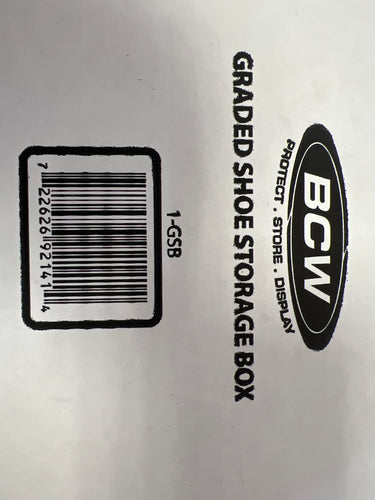 BCW
PROTECT . STORE . DISPLAY
GRADED SHOE STORAGE BOX
1-GSB
7 22626 92141 4